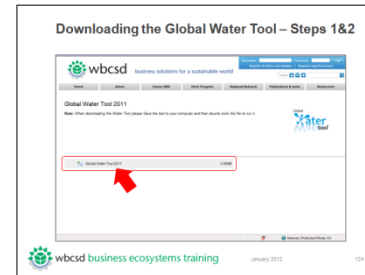 Downloading the Global Water Tool – Steps 1&2
wbcsd business solutions for a sustainable world
Home About Vision 2050 Work Program Regional Network Publications & tools Newsroom
Global Water Tool 2011
Note: When downloading the Water Tool please Save the tool to your computer and then double click the file to run it
Global
Water
tool
Global Water Tool 2011
wbcsd business ecosystems training
January 2012
124